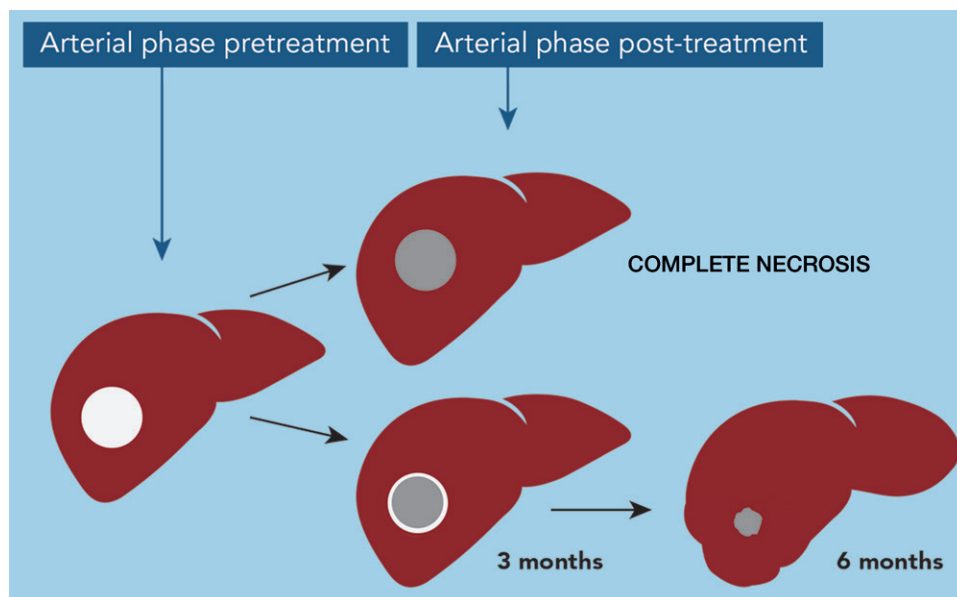 Arterial phase pretreatment
Arterial phase post-treatment
COMPLETE NECROSIS
3 months
6 months